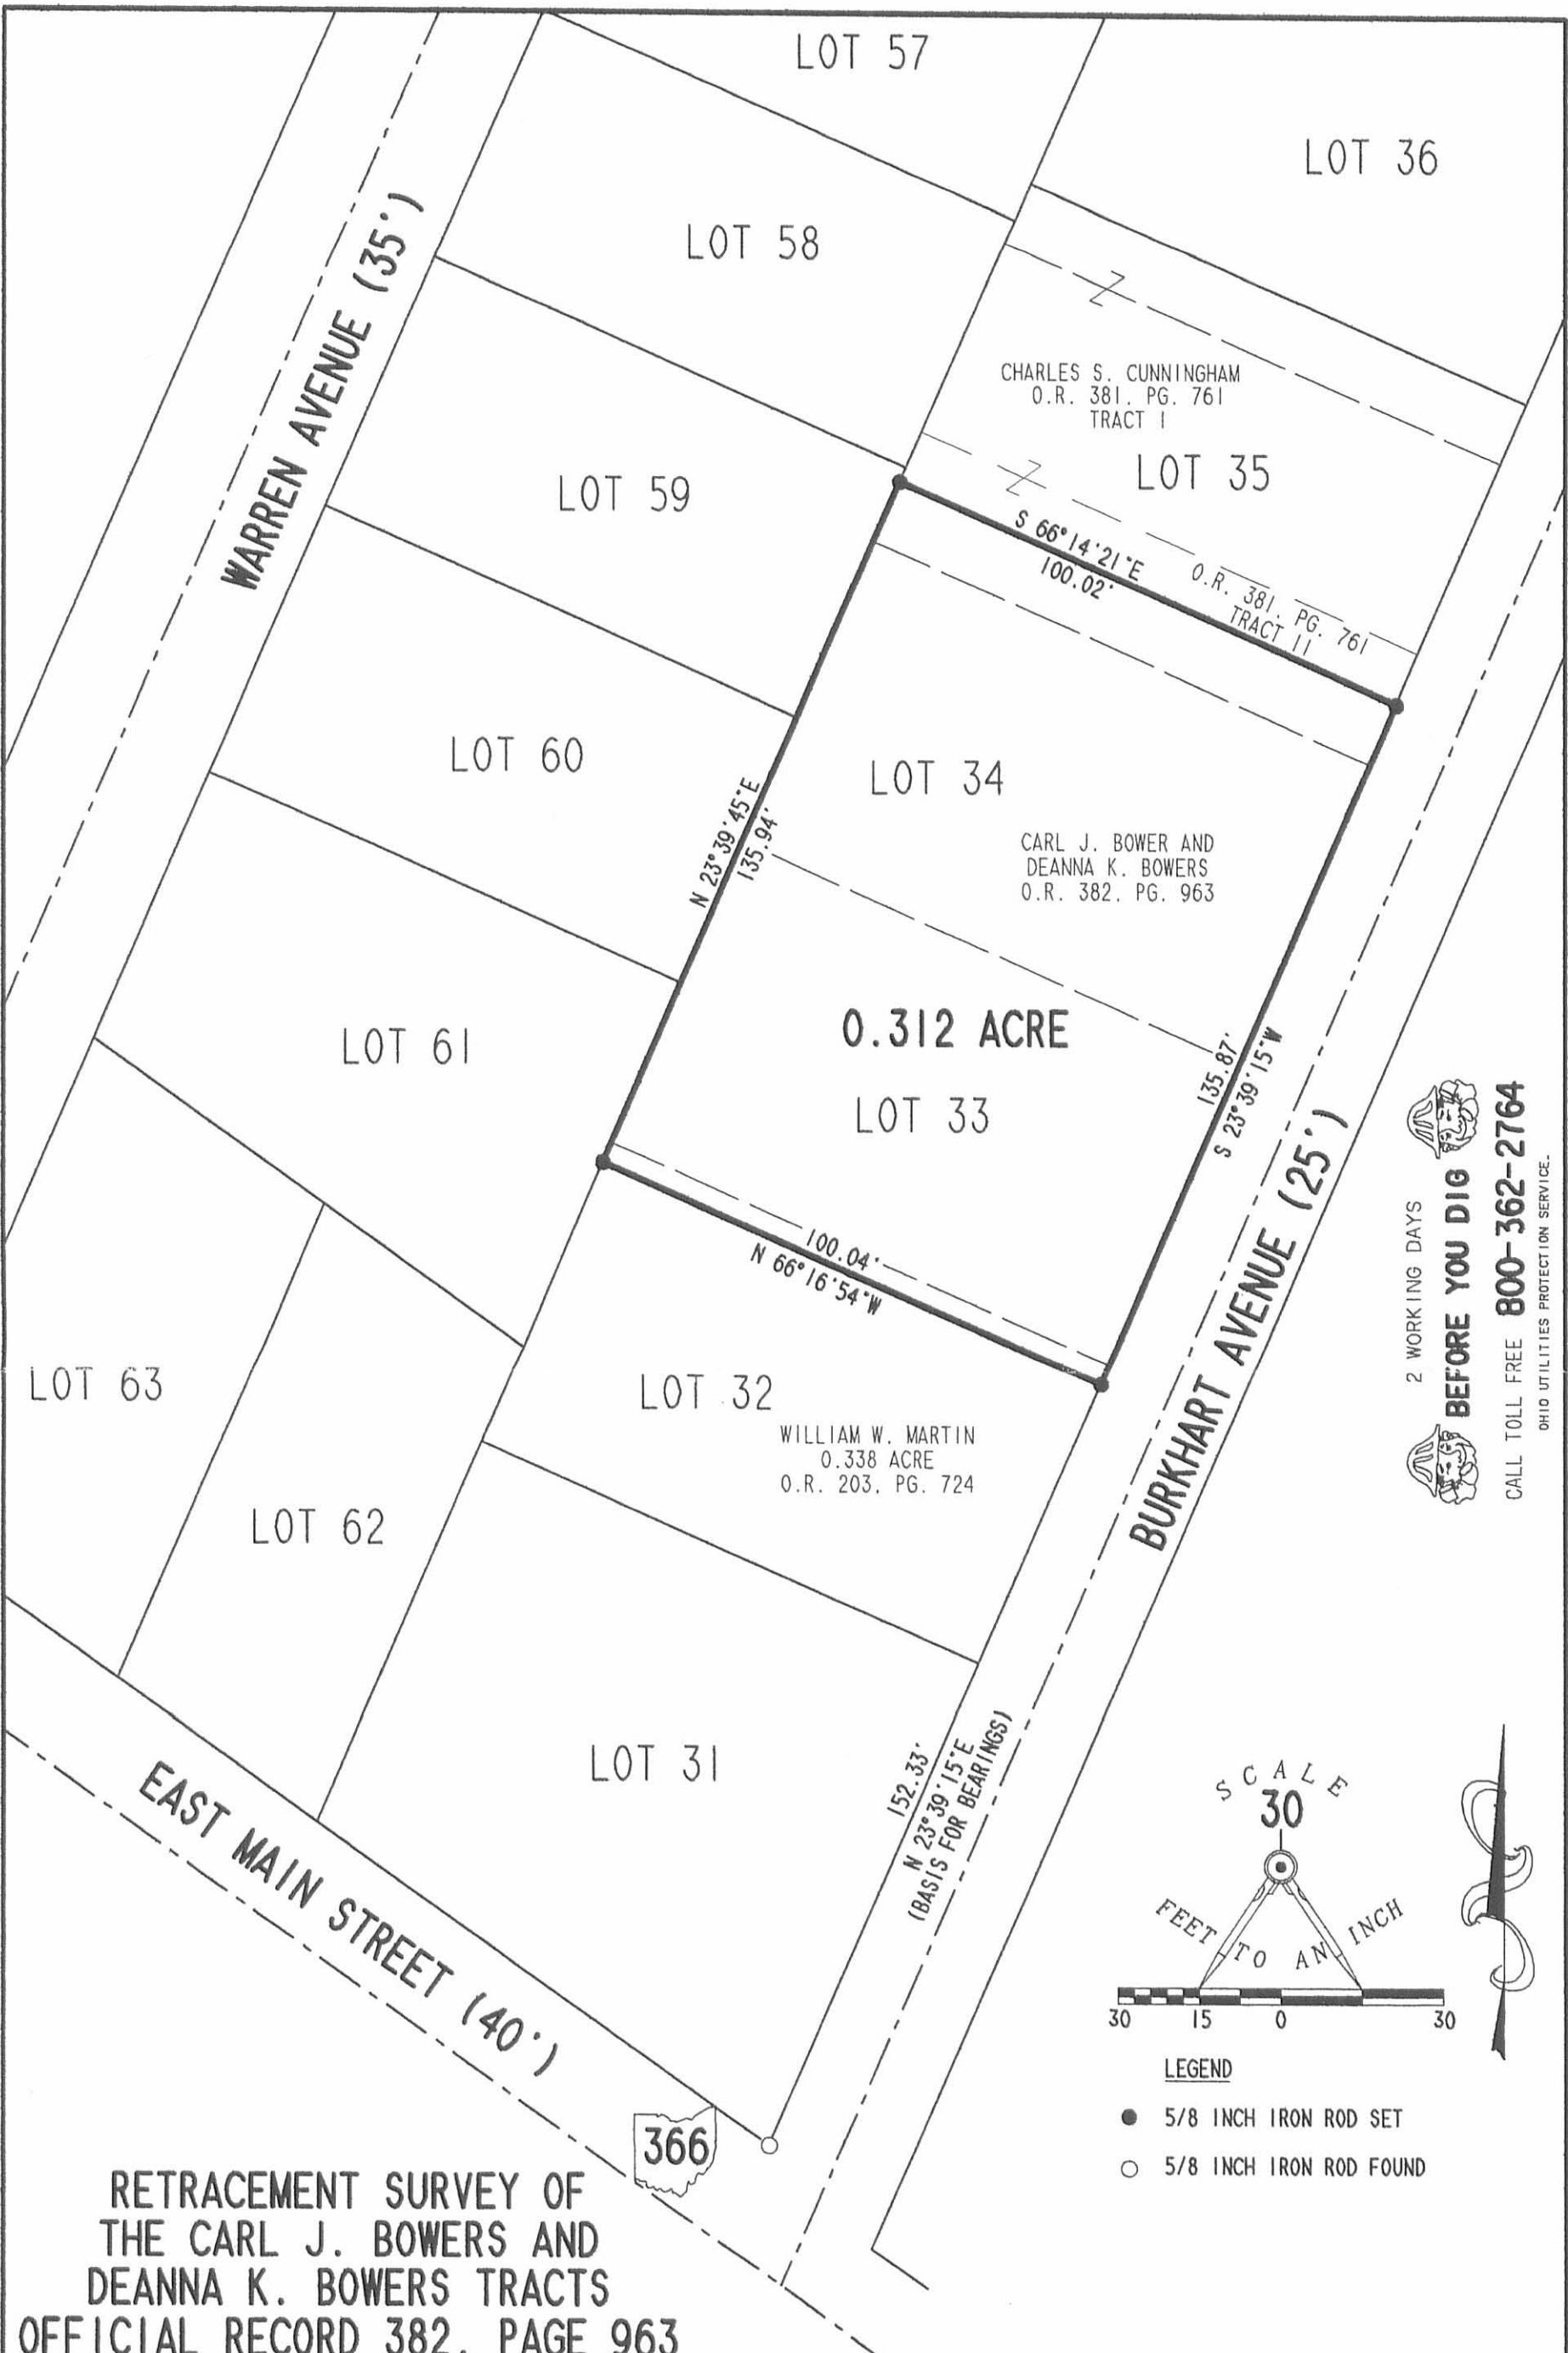 LOT 57
LOT 36
LOT 58
WARREN AVENUE (35')
CHARLES S. CUNNINGHAM
O.R. 381, PG. 761
TRACT I
LOT 35
LOT 59
S 66°14'21"E
100.02'
O.R. 381, PG. 761
TRACT II
LOT 60
LOT 34
N 23°39'45"E
135.94'
CARL J. BOWER AND
DEANNA K. BOWERS
O.R. 382, PG. 963
0.312 ACRE
LOT 61
LOT 33
135.87'
S 23°39'15"W
100.04'
N 66°16'54"W
BURKHART AVENUE (25')
2 WORKING DAYS
BEFORE YOU DIG
CALL TOLL FREE 800-362-2764
OHIO UTILITIES PROTECTION SERVICE.
LOT 63
LOT 32
WILLIAM W. MARTIN
0.338 ACRE
O.R. 203, PG. 724
LOT 62
LOT 31
152.33'
N 23°39'15"E
(BASIS FOR BEARINGS)
EAST MAIN STREET (40')
SCALE
30
FEET TO AN INCH
30 15 0 30
LEGEND
5/8 INCH IRON ROD SET
5/8 INCH IRON ROD FOUND
366
RETRACEMENT SURVEY OF
THE CARL J. BOWERS AND
DEANNA K. BOWERS TRACTS
OFFICIAL RECORD 382, PAGE 963